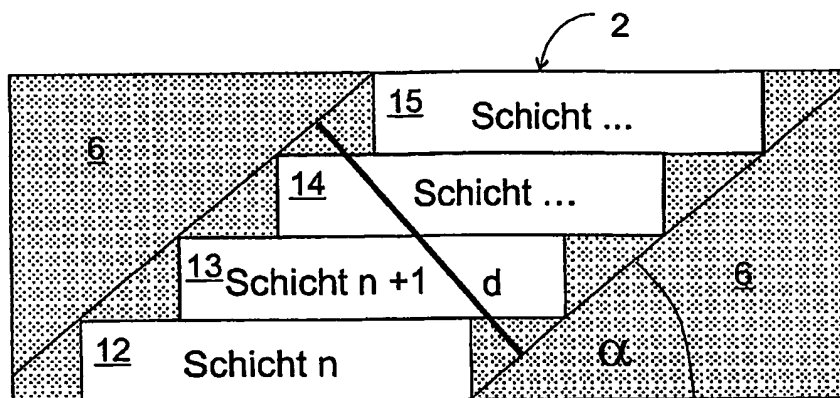 2
15 Schicht ...
6
14 Schicht ...
13 Schicht n +1 d
6
12 Schicht n
α